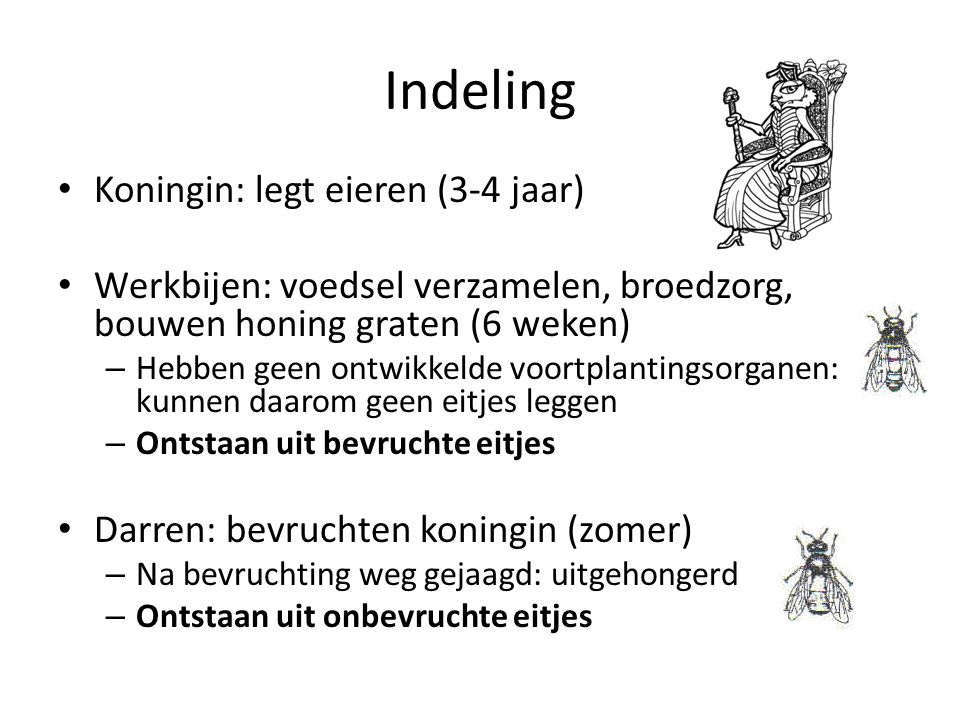 Indeling
• Koningin: legt eieren (3-4 jaar)
• Werkbijen: voedsel verzamelen, broedzorg,
bouwen honing graten (6 weken)
– Hebben geen ontwikkelde voortplantingsorganen:
kunnen daarom geen eitjes leggen
– Ontstaan uit bevruchte eitjes
• Darren: bevruchten koningin (zomer)
– Na bevruchting weg gejaagd: uitgehongerd
– Ontstaan uit onbevruchte eitjes